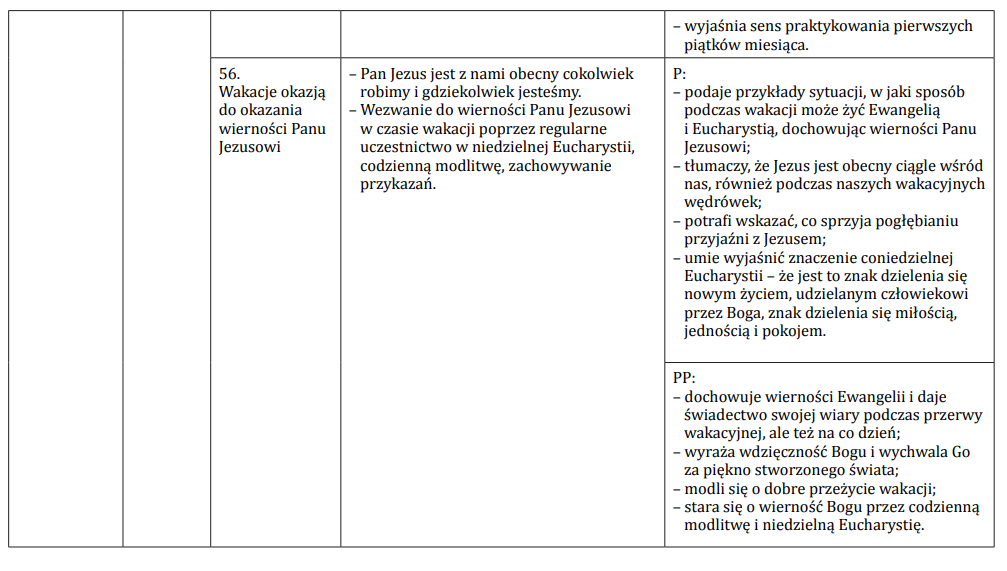 – wyjaśnia sens praktykowania pierwszych
piątków miesiąca.
56.
Wakacje okazją
do okazania
wierności Panu
Jezusowi
– Pan Jezus jest z nami obecny cokolwiek
robimy i gdziekolwiek jesteśmy.
– Wezwanie do wierności Panu Jezusowi
w czasie wakacji poprzez regularne
uczestnictwo w niedzielnej Eucharystii,
codzienną modlitwę, zachowywanie
przykazań.
P:
– podaje przykłady sytuacji, w jaki sposób
podczas wakacji może żyć Ewangelią
i Eucharystią, dochowując wierności Panu
Jezusowi;
– tłumaczy, że Jezus jest obecny ciągle wśród
nas, również podczas naszych wakacyjnych
wędrówek;
– potrafi wskazać, co sprzyja pogłębianiu
przyjaźni z Jezusem;
– umie wyjaśnić znaczenie coniedzielnej
Eucharystii – że jest to znak dzielenia się
nowym życiem, udzielanym człowiekowi
przez Boga, znak dzielenia się miłością,
jednością i pokojem.
PP:
– dochowuje wierności Ewangelii i daje
świadectwo swojej wiary podczas przerwy
wakacyjnej, ale też na co dzień;
– wyraża wdzięczność Bogu i wychwala Go
za piękno stworzonego świata;
– modli się o dobre przeżycie wakacji;
– stara się o wierność Bogu przez codzienną
modlitwę i niedzielną Eucharystię.